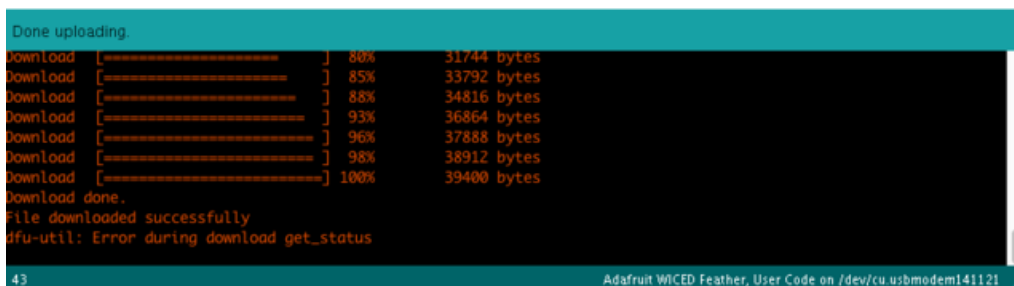 Done uploading.
Download [===================== ] 80% 31744 bytes
Download [====================== ] 85% 33792 bytes
Download [======================= ] 88% 34816 bytes
Download [======================== ] 93% 36864 bytes
Download [========================= ] 96% 37888 bytes
Download [========================= ] 98% 38912 bytes
Download [==========================] 100% 39400 bytes
Download done.
File downloaded successfully
dfu-util: Error during download get_status
43 Adafruit WICED Feather, User Code on /dev/cu.usbmodem141121